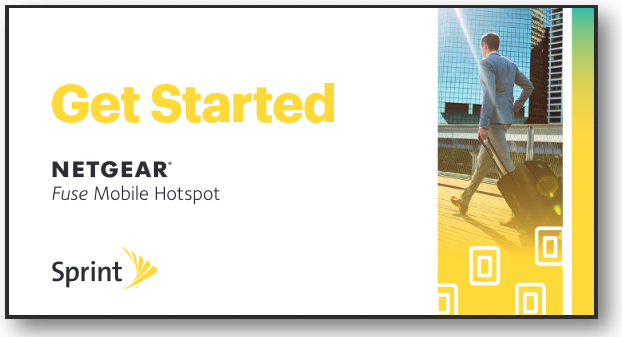 Get Started
NETGEAR®
Fuse Mobile Hotspot
Sprint